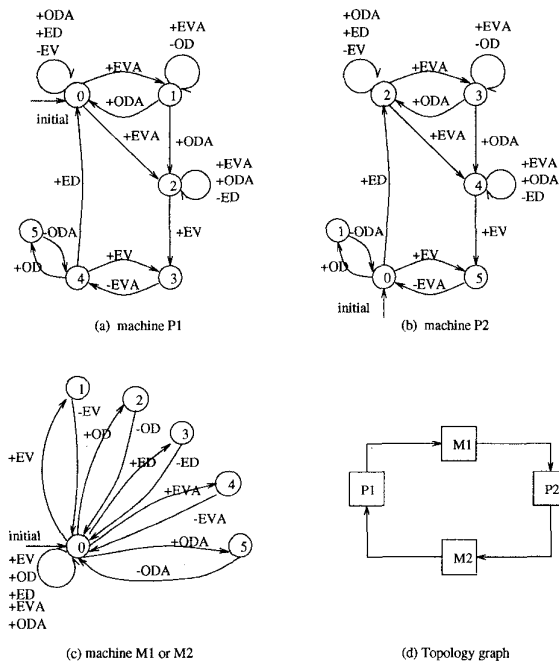 +ODA
+ED
-EV
+EVA
+EVA
-OD
0
1
+ODA
initial
+EVA
+ODA
+EVA
+ODA
-ED
2
+ED
+EV
5
-ODA
+OD
4
+EV
-EVA
3
(a) machine P1
+ODA
+ED
-EV
+EVA
+EVA
-OD
2
3
+ODA
+EVA
+ODA
+EVA
+ODA
-ED
4
+ED
+EV
1
-ODA
+OD
0
+EV
-EVA
5
initial
(b) machine P2
1
-EV
2
+OD
-OD
3
+EV
+ED
-ED
4
+EVA
-EVA
initial
0
+ODA
5
-ODA
+EV
+OD
+ED
+EVA
+ODA
(c) machine M1 or M2
M1
P1
P2
M2
(d) Topology graph